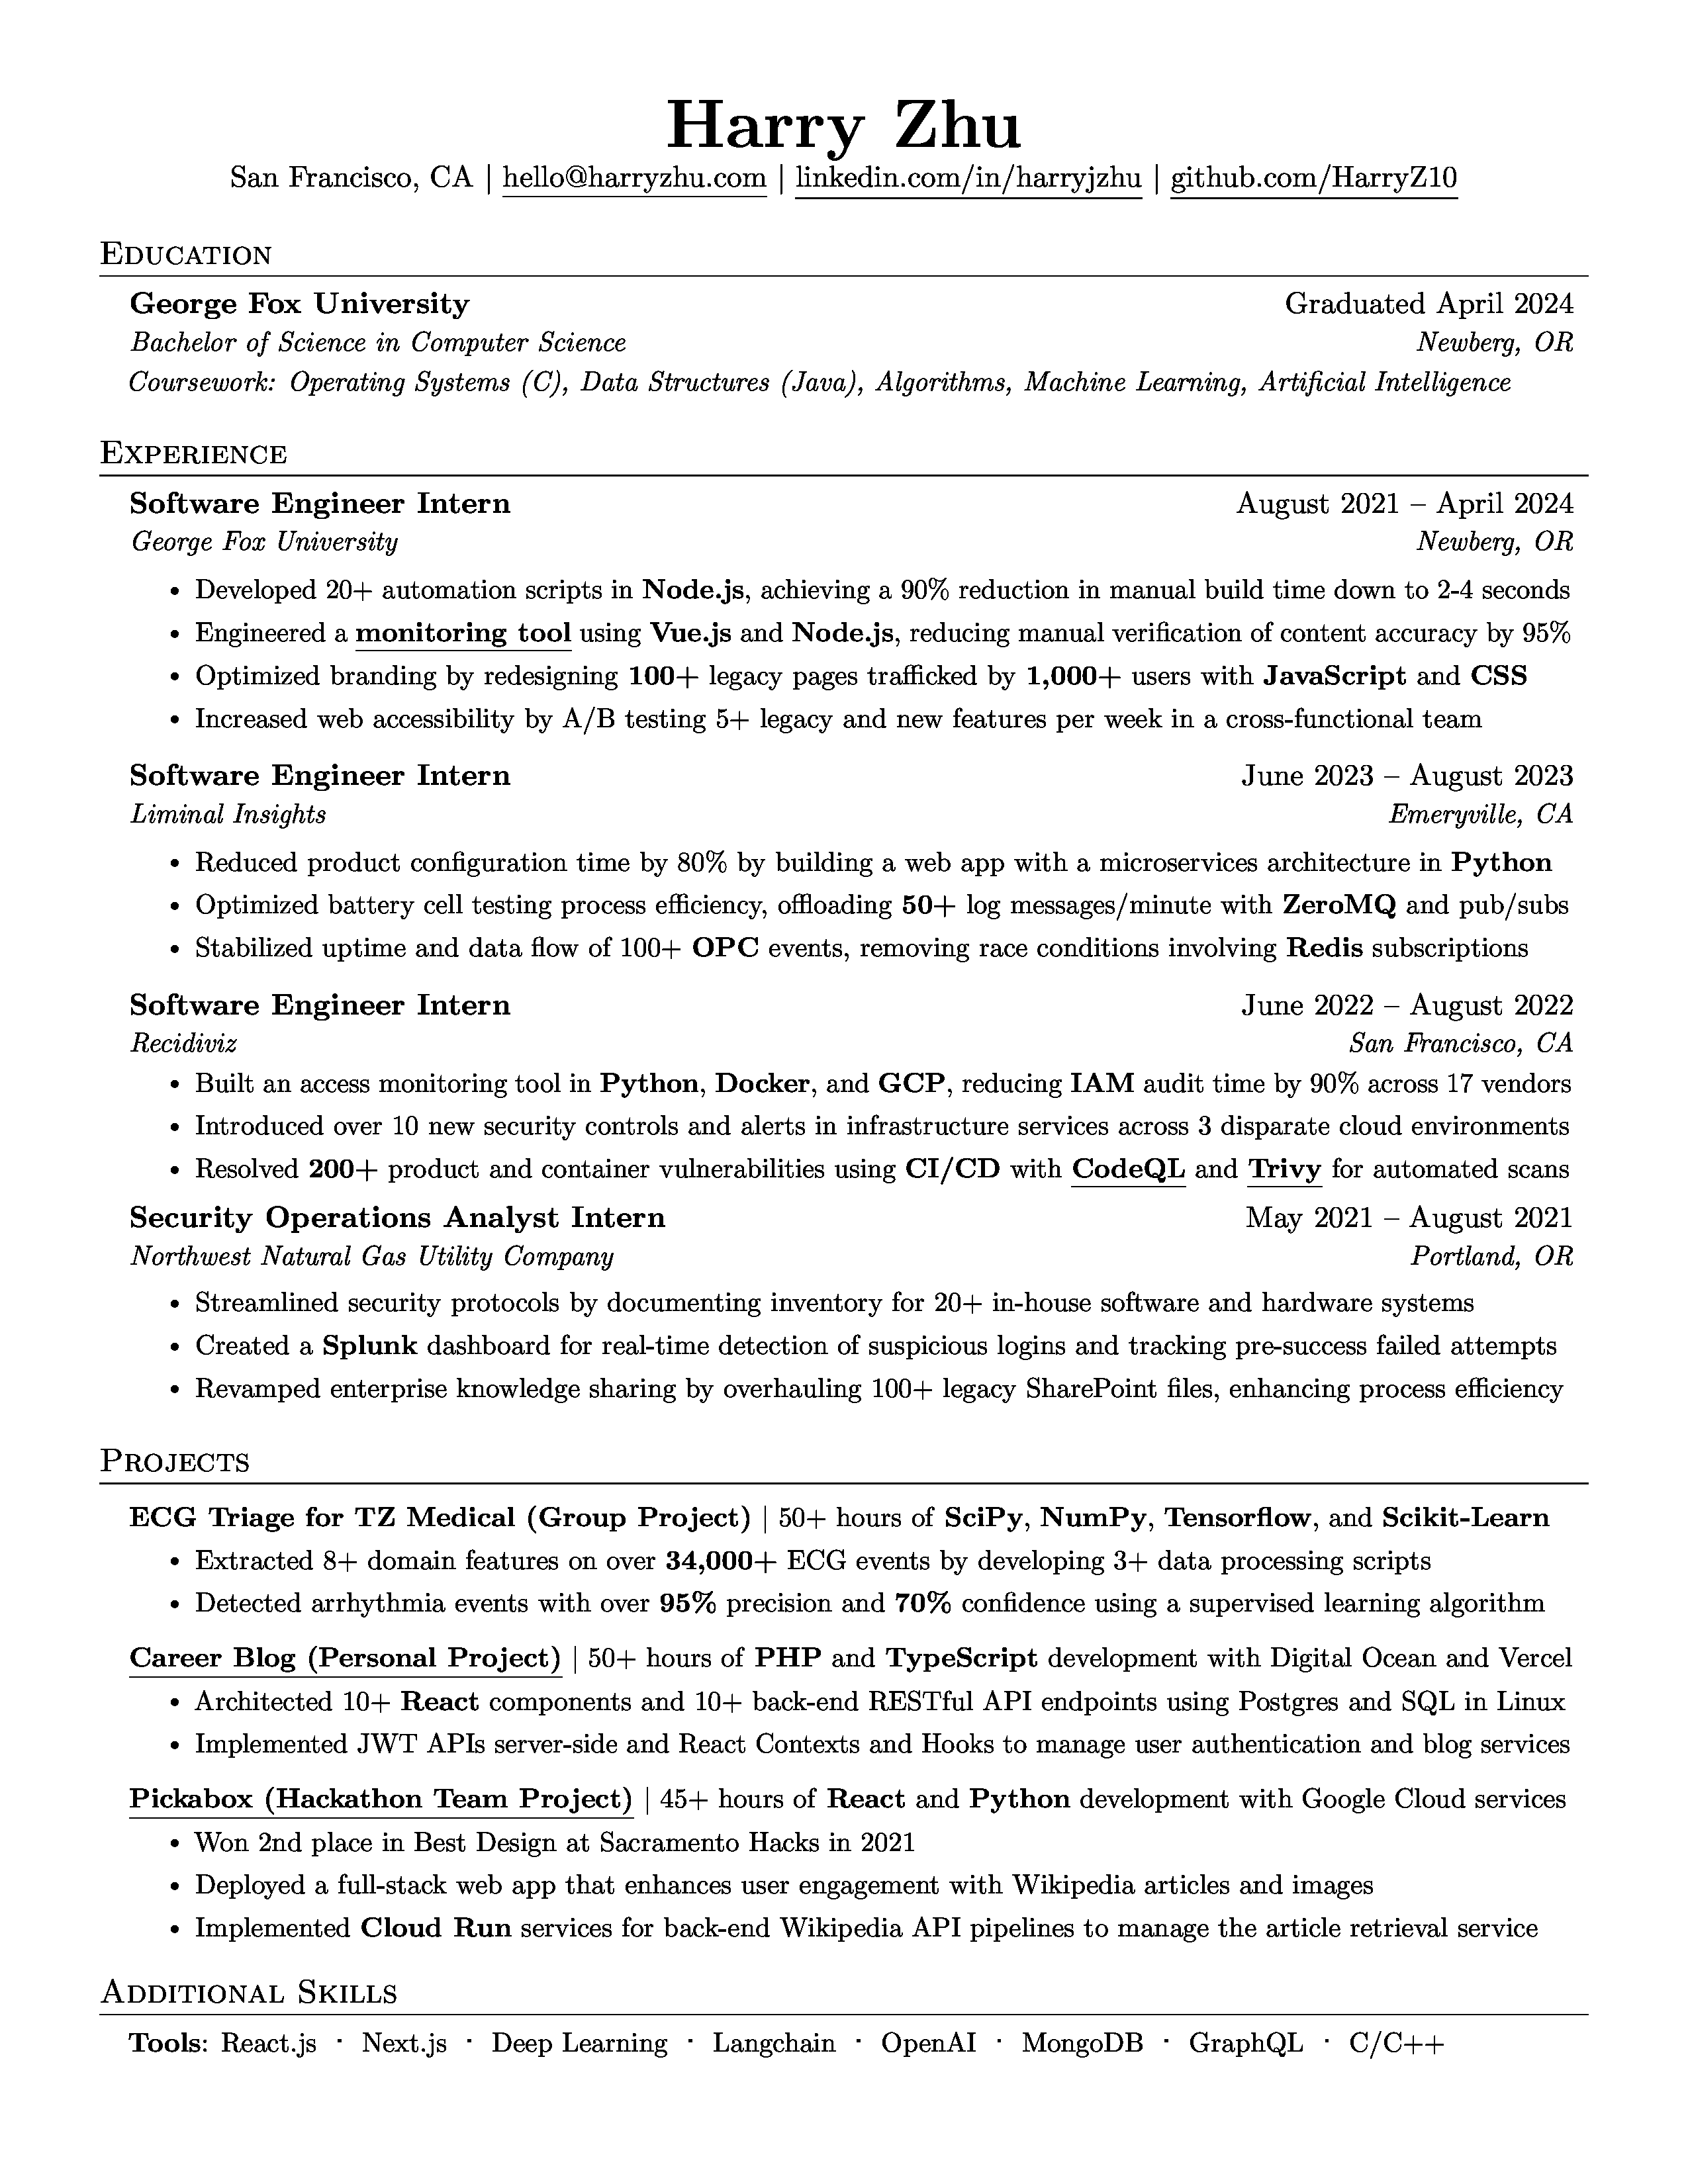 Harry Zhu
San Francisco, CA | hello@harryzhu.com | linkedin.com/in/harryjzhu | github.com/HarryZ10
Education
George Fox University Graduated April 2024
Bachelor of Science in Computer Science Newberg, OR
Coursework: Operating Systems (C), Data Structures (Java), Algorithms, Machine Learning, Artificial Intelligence
Experience
Software Engineer Intern August 2021 – April 2024
George Fox University Newberg, OR
• Developed 20+ automation scripts in Node.js, achieving a 90% reduction in manual build time down to 2-4 seconds
• Engineered a monitoring tool using Vue.js and Node.js, reducing manual verification of content accuracy by 95%
• Optimized branding by redesigning 100+ legacy pages trafficked by 1,000+ users with JavaScript and CSS
• Increased web accessibility by A/B testing 5+ legacy and new features per week in a cross-functional team
Software Engineer Intern June 2023 – August 2023
Liminal Insights Emeryville, CA
• Reduced product configuration time by 80% by building a web app with a microservices architecture in Python
• Optimized battery cell testing process efficiency, offloading 50+ log messages/minute with ZeroMQ and pub/subs
• Stabilized uptime and data flow of 100+ OPC events, removing race conditions involving Redis subscriptions
Software Engineer Intern June 2022 – August 2022
Recidiviz San Francisco, CA
• Built an access monitoring tool in Python, Docker, and GCP, reducing IAM audit time by 90% across 17 vendors
• Introduced over 10 new security controls and alerts in infrastructure services across 3 disparate cloud environments
• Resolved 200+ product and container vulnerabilities using CI/CD with CodeQL and Trivy for automated scans
Security Operations Analyst Intern May 2021 – August 2021
Northwest Natural Gas Utility Company Portland, OR
• Streamlined security protocols by documenting inventory for 20+ in-house software and hardware systems
• Created a Splunk dashboard for real-time detection of suspicious logins and tracking pre-success failed attempts
• Revamped enterprise knowledge sharing by overhauling 100+ legacy SharePoint files, enhancing process efficiency
Projects
ECG Triage for TZ Medical (Group Project) | 50+ hours of SciPy, NumPy, Tensorflow, and Scikit-Learn
• Extracted 8+ domain features on over 34,000+ ECG events by developing 3+ data processing scripts
• Detected arrhythmia events with over 95% precision and 70% confidence using a supervised learning algorithm
Career Blog (Personal Project) | 50+ hours of PHP and TypeScript development with Digital Ocean and Vercel
• Architected 10+ React components and 10+ back-end RESTful API endpoints using Postgres and SQL in Linux
• Implemented JWT APIs server-side and React Contexts and Hooks to manage user authentication and blog services
Pickabox (Hackathon Team Project) | 45+ hours of React and Python development with Google Cloud services
• Won 2nd place in Best Design at Sacramento Hacks in 2021
• Deployed a full-stack web app that enhances user engagement with Wikipedia articles and images
• Implemented Cloud Run services for back-end Wikipedia API pipelines to manage the article retrieval service
Additional Skills
Tools: React.js · Next.js · Deep Learning · Langchain · OpenAI · MongoDB · GraphQL · C/C++